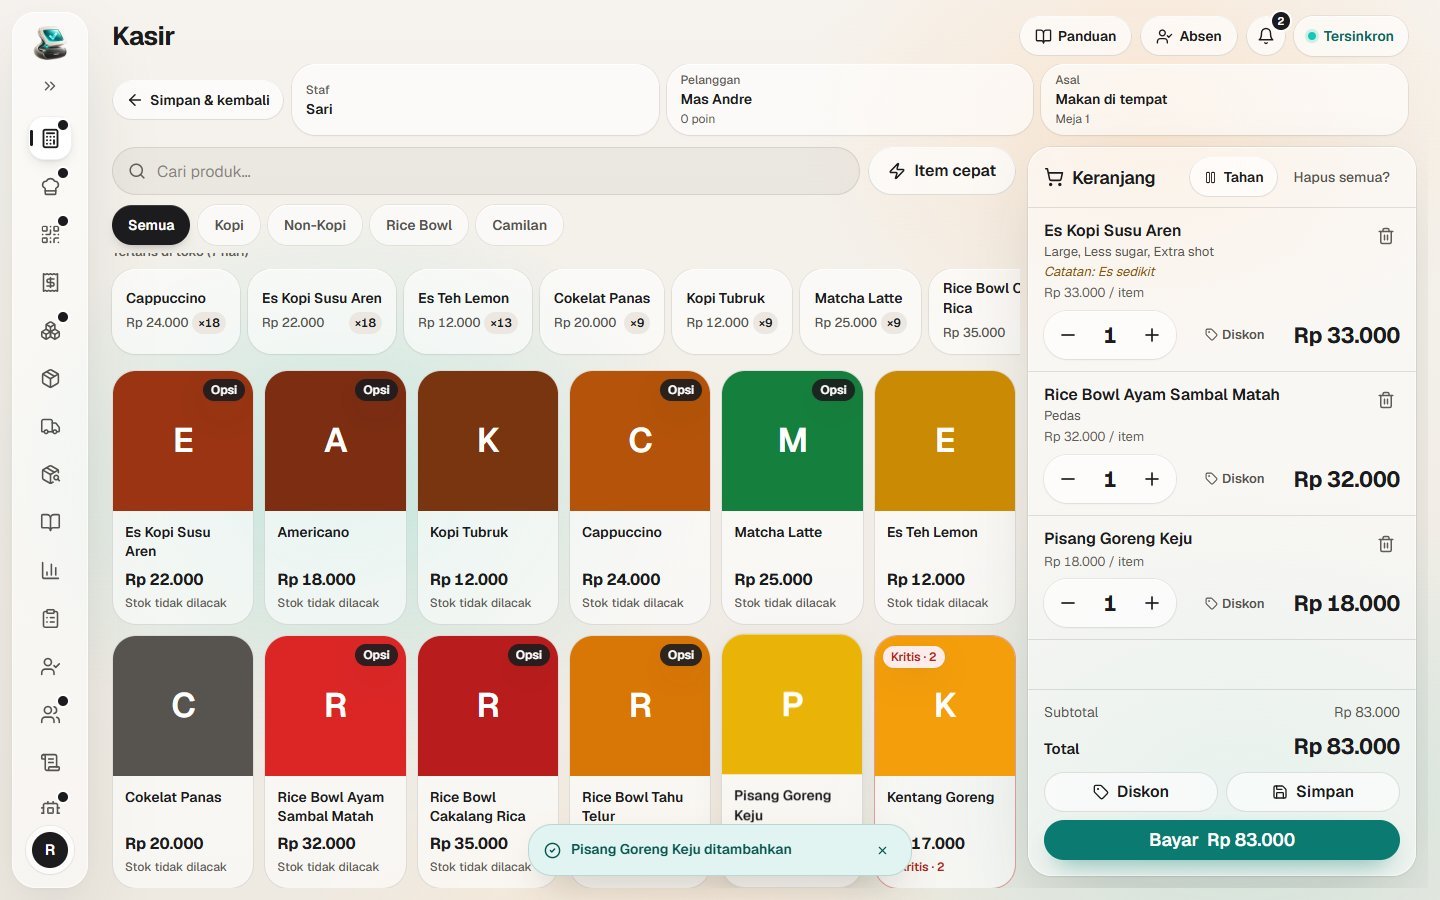 Kasir
Panduan
Absen
2
Tersinkron
Simpan & kembali
Staf
Sari
Pelanggan
Mas Andre
0 poin
Asal
Makan di tempat
Meja 1
Cari produk...
Item cepat
Semua
Kopi
Non-Kopi
Rice Bowl
Camilan
Terlaris di toko (7 hari)
Cappuccino
Rp 24.000 ×18
Es Kopi Susu Aren
Rp 22.000 ×18
Es Teh Lemon
Rp 12.000 ×13
Cokelat Panas
Rp 20.000 ×9
Kopi Tubruk
Rp 12.000 ×9
Matcha Latte
Rp 25.000 ×9
Rice Bowl C
Rica
Rp 35.000
Opsi
E
Es Kopi Susu
Aren
Rp 22.000
Stok tidak dilacak
Opsi
A
Americano
Rp 18.000
Stok tidak dilacak
K
Kopi Tubruk
Rp 12.000
Stok tidak dilacak
Opsi
C
Cappuccino
Rp 24.000
Stok tidak dilacak
Opsi
M
Matcha Latte
Rp 25.000
Stok tidak dilacak
E
Es Teh Lemon
Rp 12.000
Stok tidak dilacak
C
Cokelat Panas
Rp 20.000
Stok tidak dilacak
Opsi
R
Rice Bowl Ayam
Sambal Matah
Rp 32.000
Stok tidak dilacak
Opsi
R
Rice Bowl
Cakalang Rica
Rp 35.000
Stok tidak dilacak
Opsi
R
Rice Bowl Tahu
Telur
P
Pisang Goreng
Keju
Kritis · 2
K
Kentang Goreng
17.000
ritis · 2
Pisang Goreng Keju ditambahkan
R
Keranjang
Tahan
Hapus semua?
Es Kopi Susu Aren
Large, Less sugar, Extra shot
Catatan: Es sedikit
Rp 33.000 / item
1
Diskon
Rp 33.000
Rice Bowl Ayam Sambal Matah
Pedas
Rp 32.000 / item
1
Diskon
Rp 32.000
Pisang Goreng Keju
Rp 18.000 / item
1
Diskon
Rp 18.000
Subtotal
Rp 83.000
Total
Rp 83.000
Diskon
Simpan
Bayar Rp 83.000